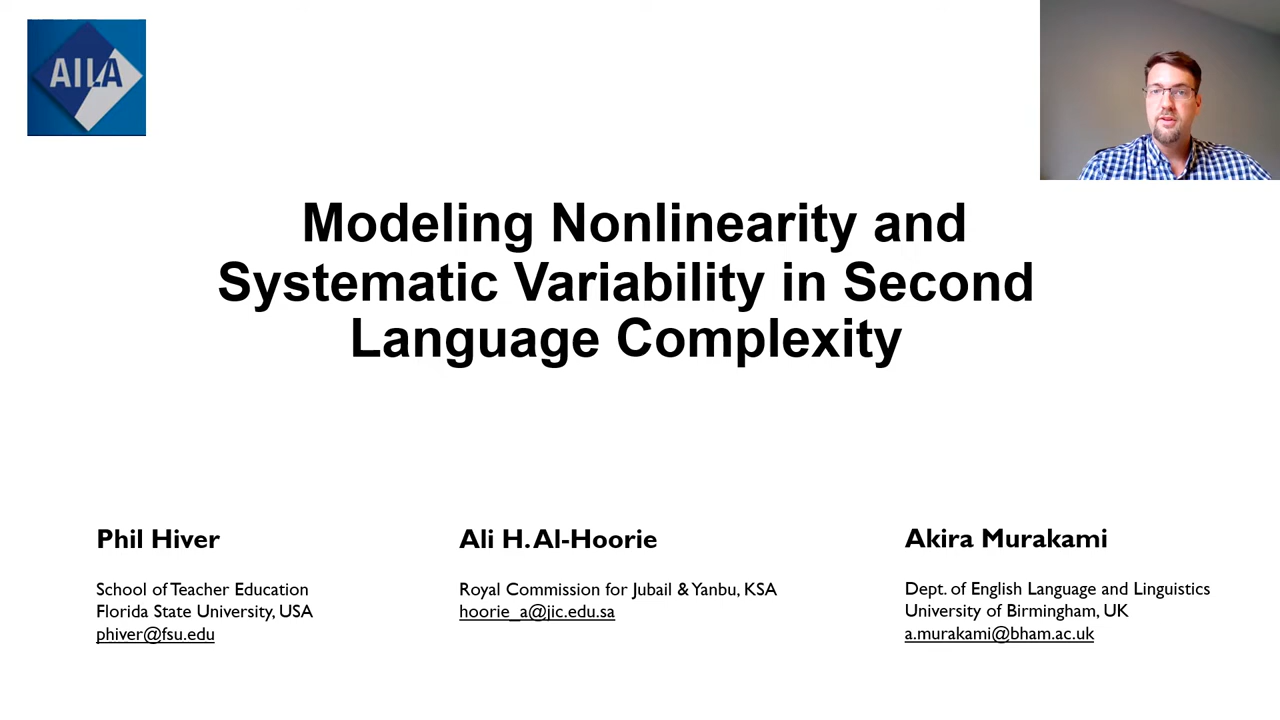 AILA
Modeling Nonlinearity and
Systematic Variability in Second
Language Complexity
Phil Hiver
School of Teacher Education
Florida State University, USA
phiver@fsu.edu
Ali H. Al-Hoorie
Royal Commission for Jubail & Yanbu, KSA
hoorie_a@jic.edu.sa
Akira Murakami
Dept. of English Language and Linguistics
University of Birmingham, UK
a.murakami@bham.ac.uk